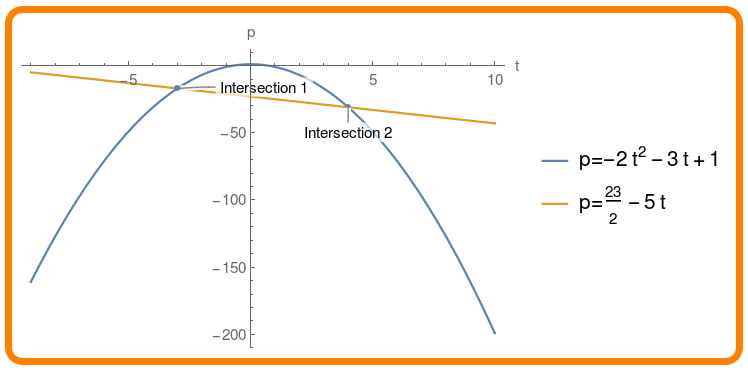 p
t
−5
5
10
Intersection 1
Intersection 2
−50
−100
−150
−200
p=−2 t² − 3 t + 1
p=23/2 − 5 t